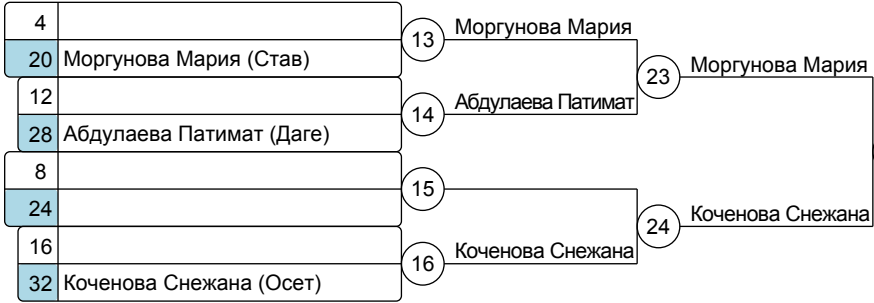 4
20 Моргунова Мария (Став)
12
28 Абдулаева Патимат (Даге)
8
24
16
32 Коченова Снежана (Осет)
13 Моргунова Мария
14 Абдулаева Патимат
15
16 Коченова Снежана
23 Моргунова Мария
24 Коченова Снежана